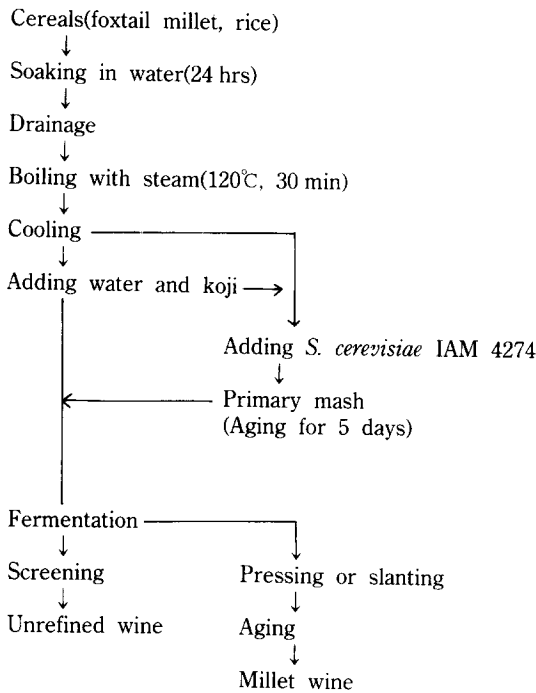 Cereals(foxtail millet, rice)
Soaking in water(24 hrs)
Drainage
Boiling with steam(120℃, 30 min)
Cooling
Adding water and koji
Adding S. cerevisiae IAM 4274
Primary mash
(Aging for 5 days)
Fermentation
Screening
Pressing or slanting
Unrefined wine
Aging
Millet wine